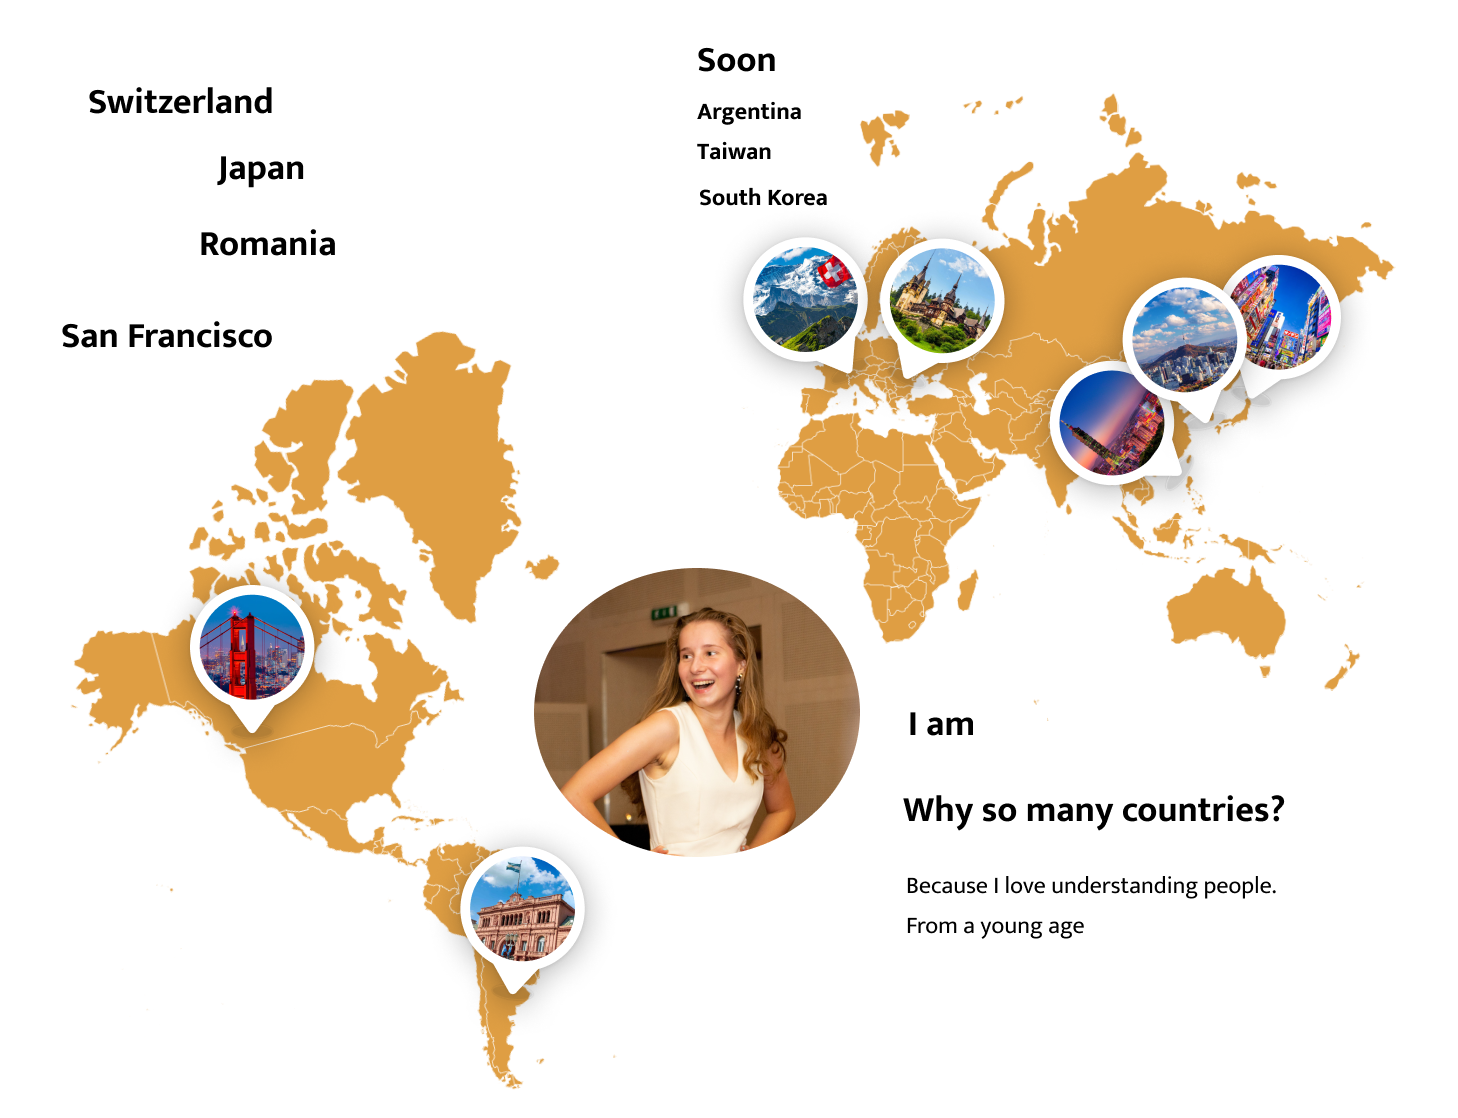 Switzerland
Japan
Romania
San Francisco
Soon
Argentina
Taiwan
South Korea
I am
Why so many countries?
Because I love understanding people.
From a young age